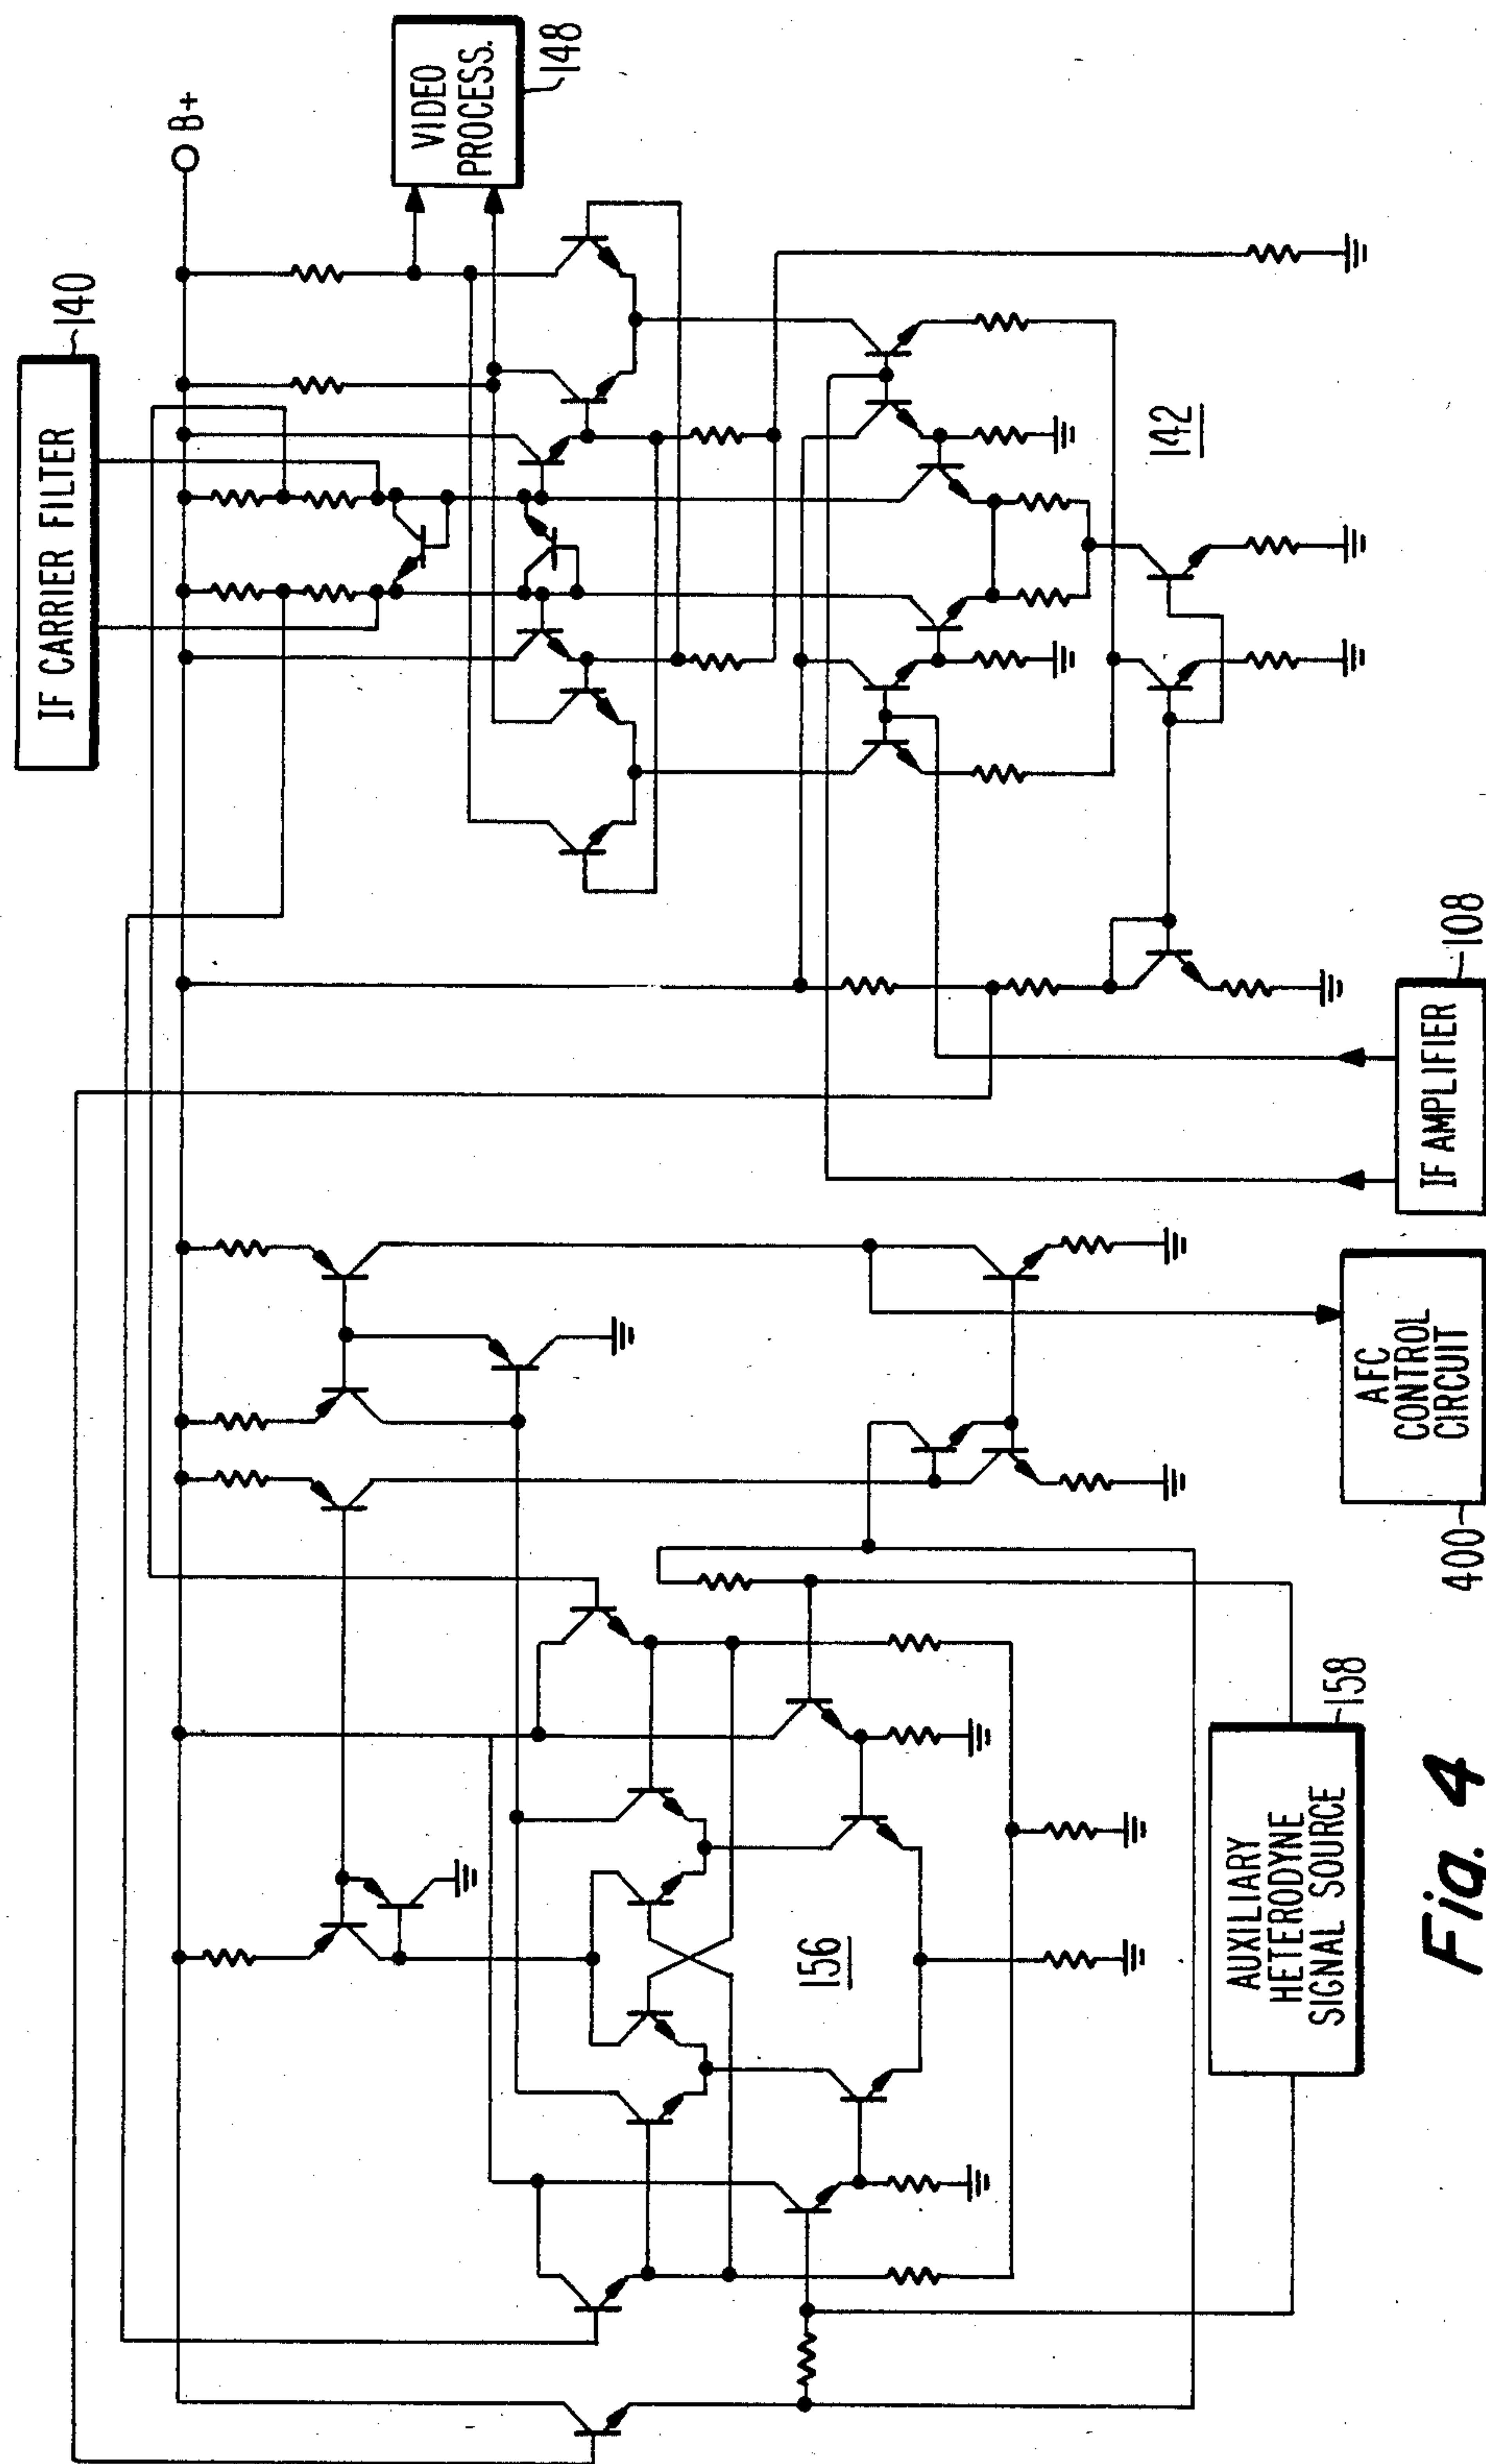 IF CARRIER FILTER
140
B+
VIDEO
PROCESS.
148
142
IF AMPLIFIER
108
AFC
CONTROL
CIRCUIT
400
156
AUXILIARY
HETERODYNE
SIGNAL SOURCE
158
Fig. 4